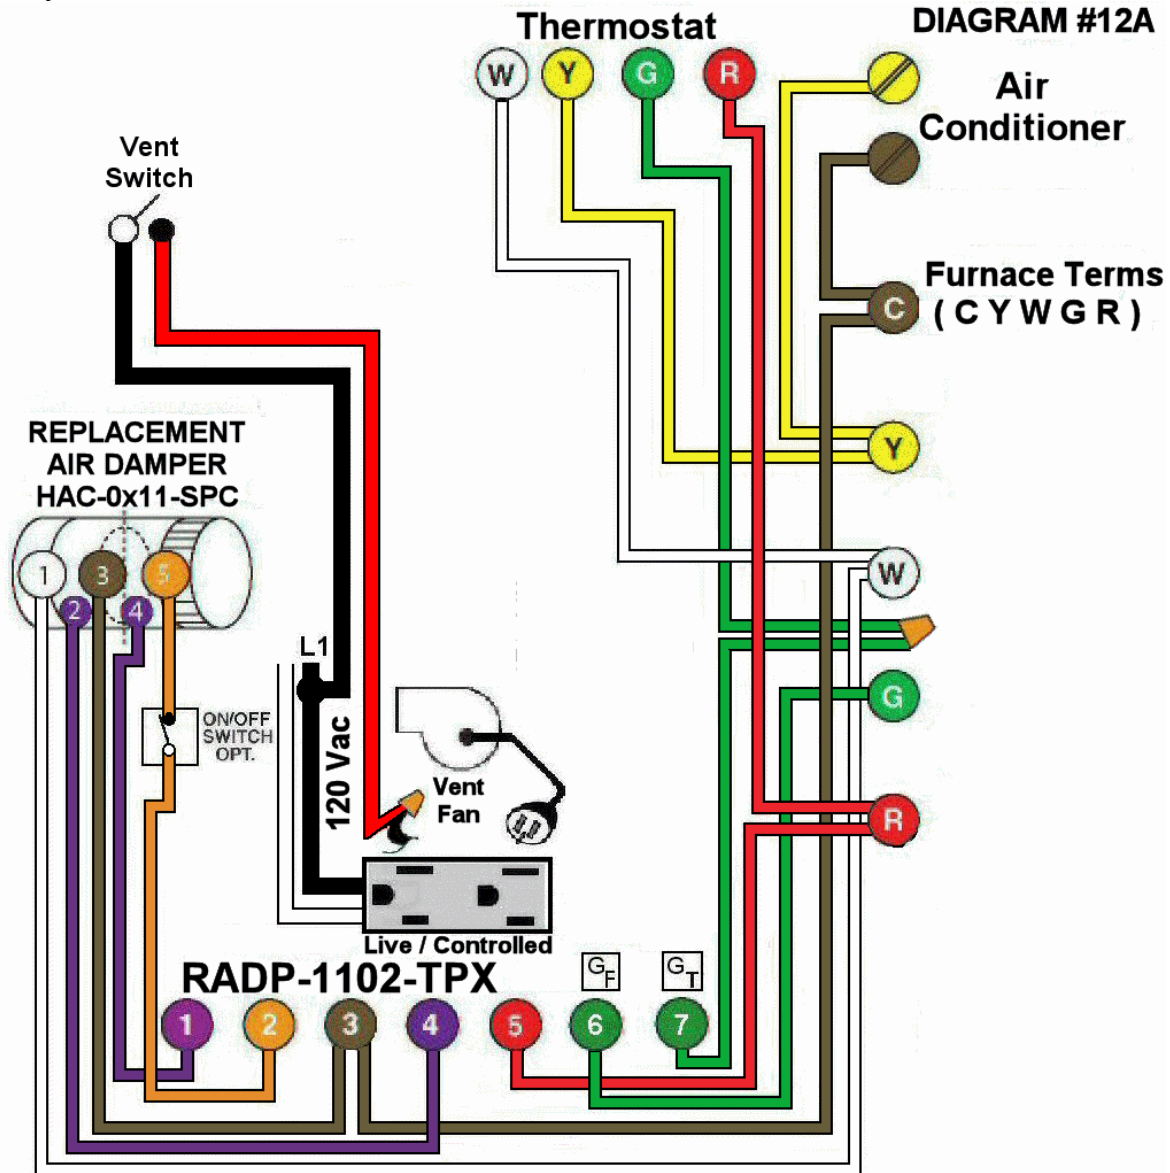 DIAGRAM #12A
Thermostat
W Y G R
Air
Conditioner
Vent
Switch
Furnace Terms
( C Y W G R )
C
Y
W
G
R
REPLACEMENT
AIR DAMPER
HAC-0x11-SPC
1 2 3 4 5
L1
120 Vac
ON/OFF
SWITCH
OPT.
Vent
Fan
Live / Controlled
RADP-1102-TPX
GF
GT
1 2 3 4 5 6 7